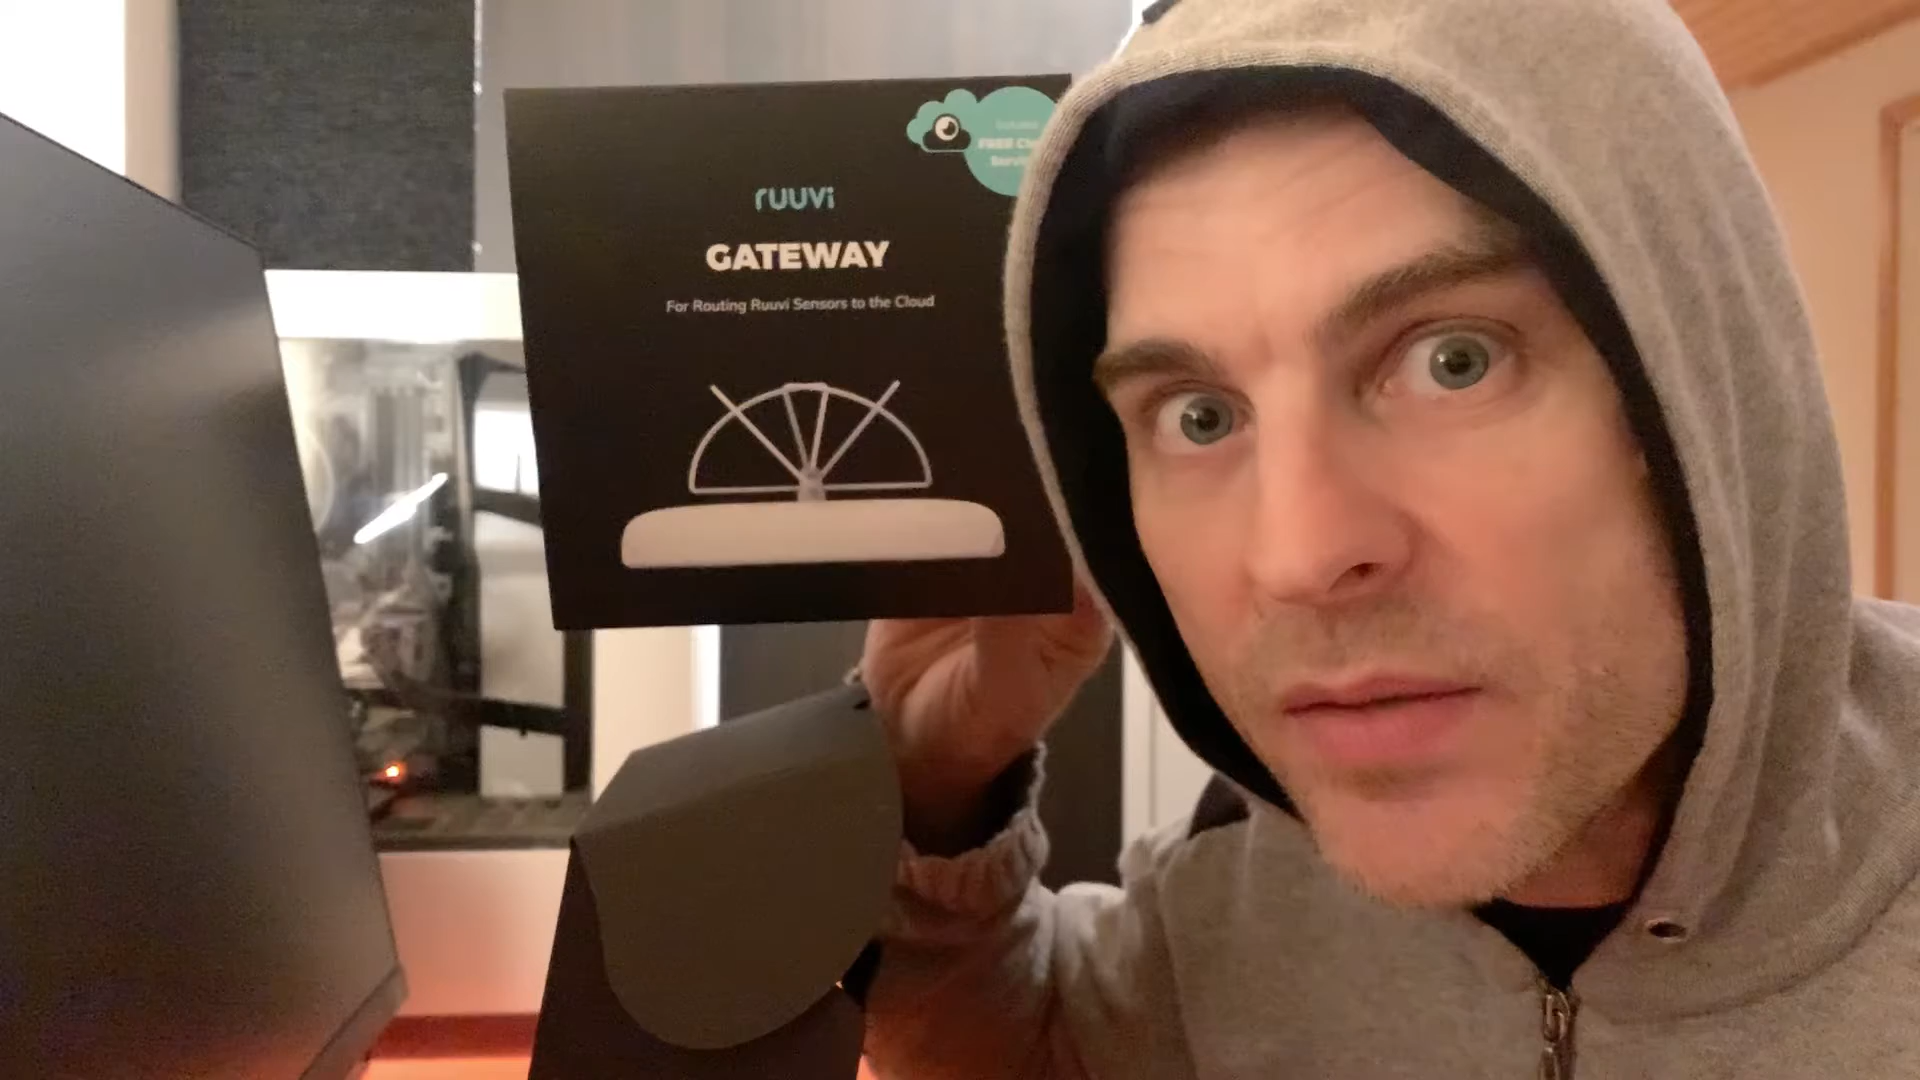 FREE
ruuvi
GATEWAY
For Routing Ruuvi Sensors to the Cloud